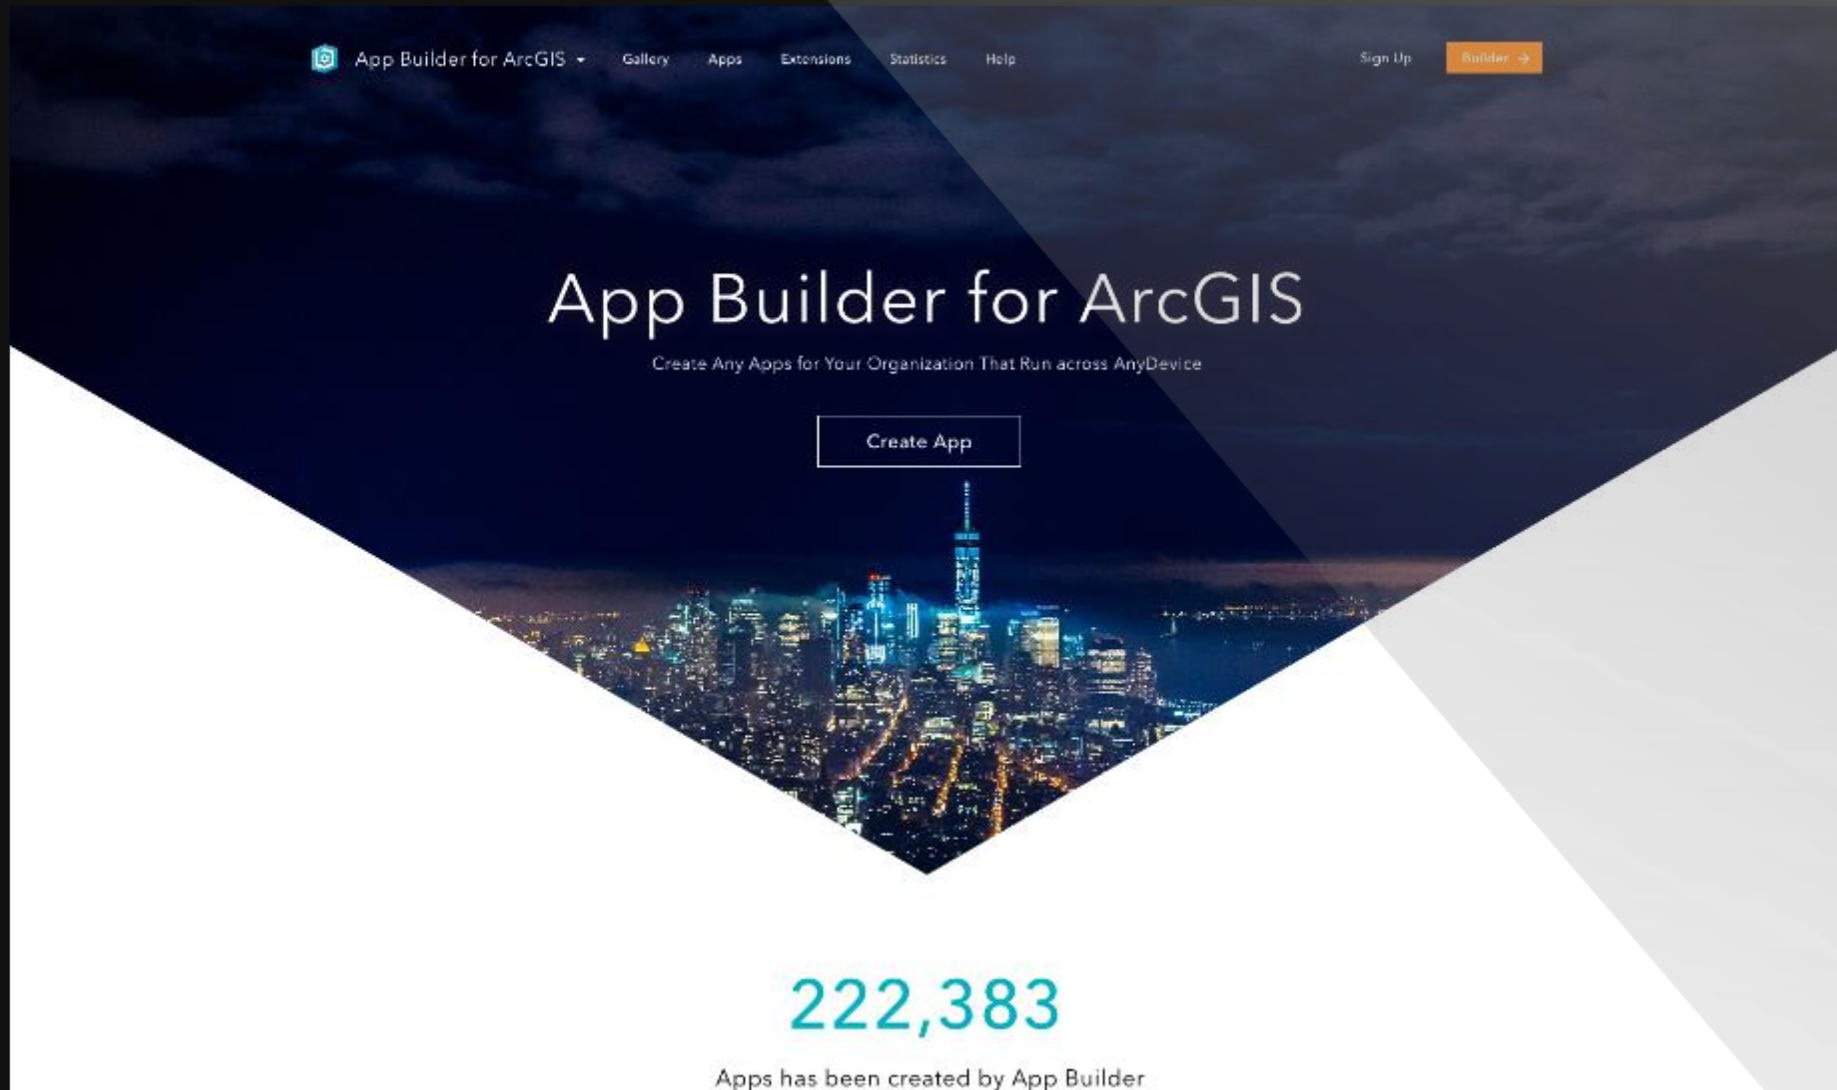 App Builder for ArcGIS Gallery Apps Extensions Statistics Help Sign Up Builder →
App Builder for ArcGIS
Create Any Apps for Your Organization That Run across AnyDevice
Create App
222,383
Apps has been created by App Builder